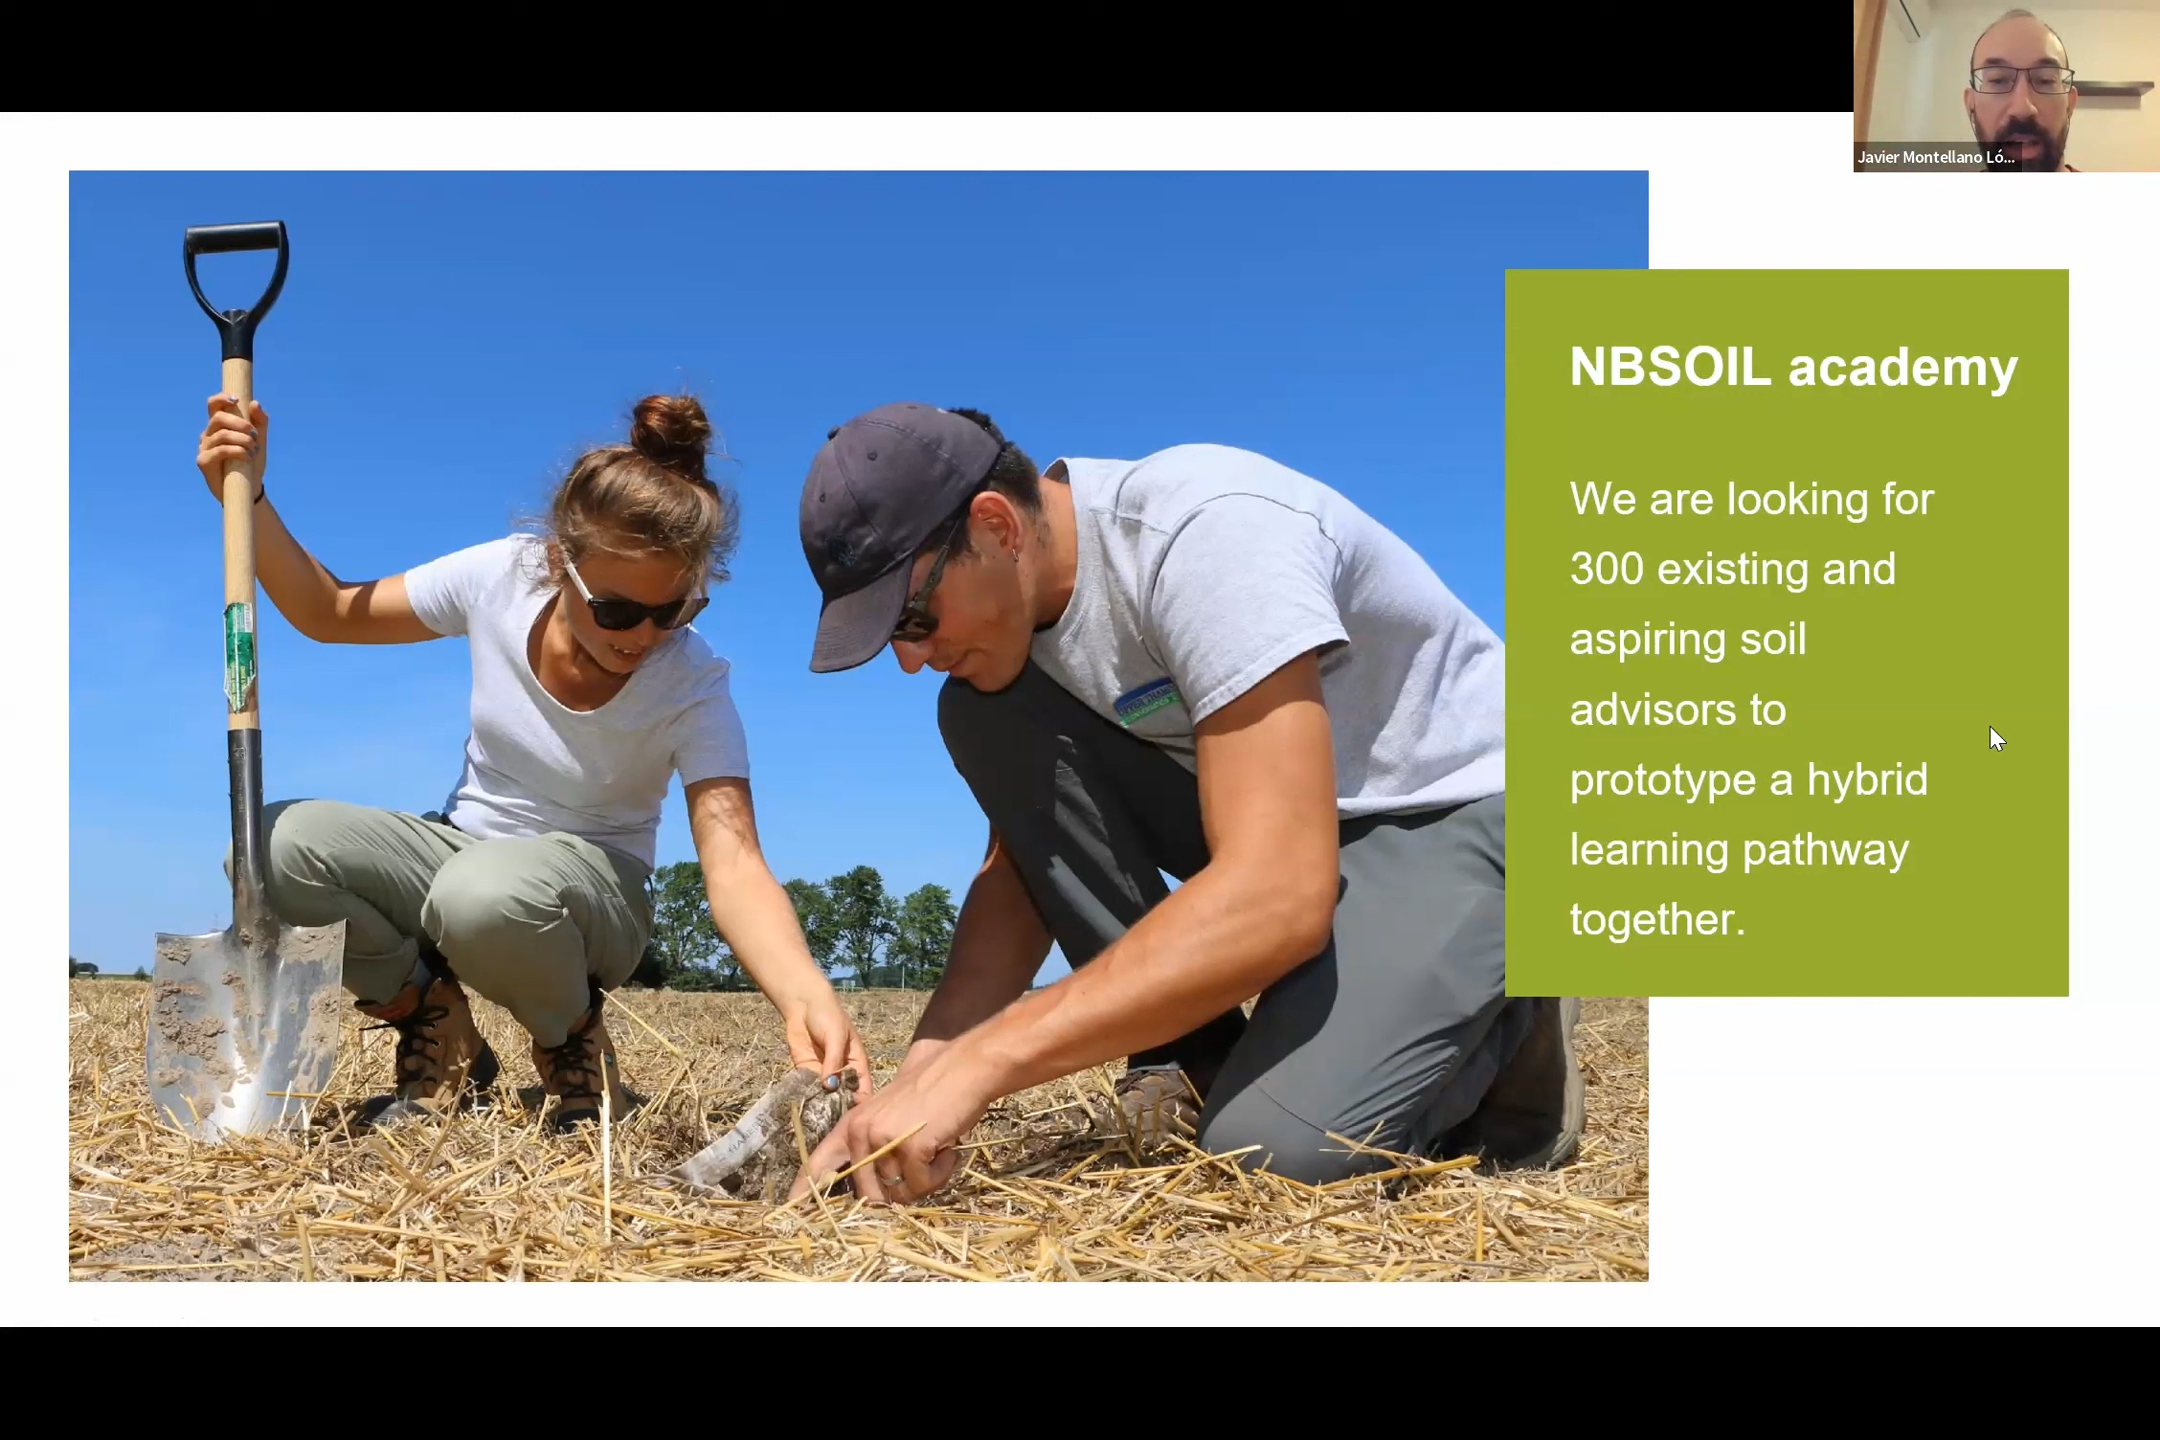 Javier Montellano Ló...
NBSOIL academy
We are looking for
300 existing and
aspiring soil
advisors to
prototype a hybrid
learning pathway
together.